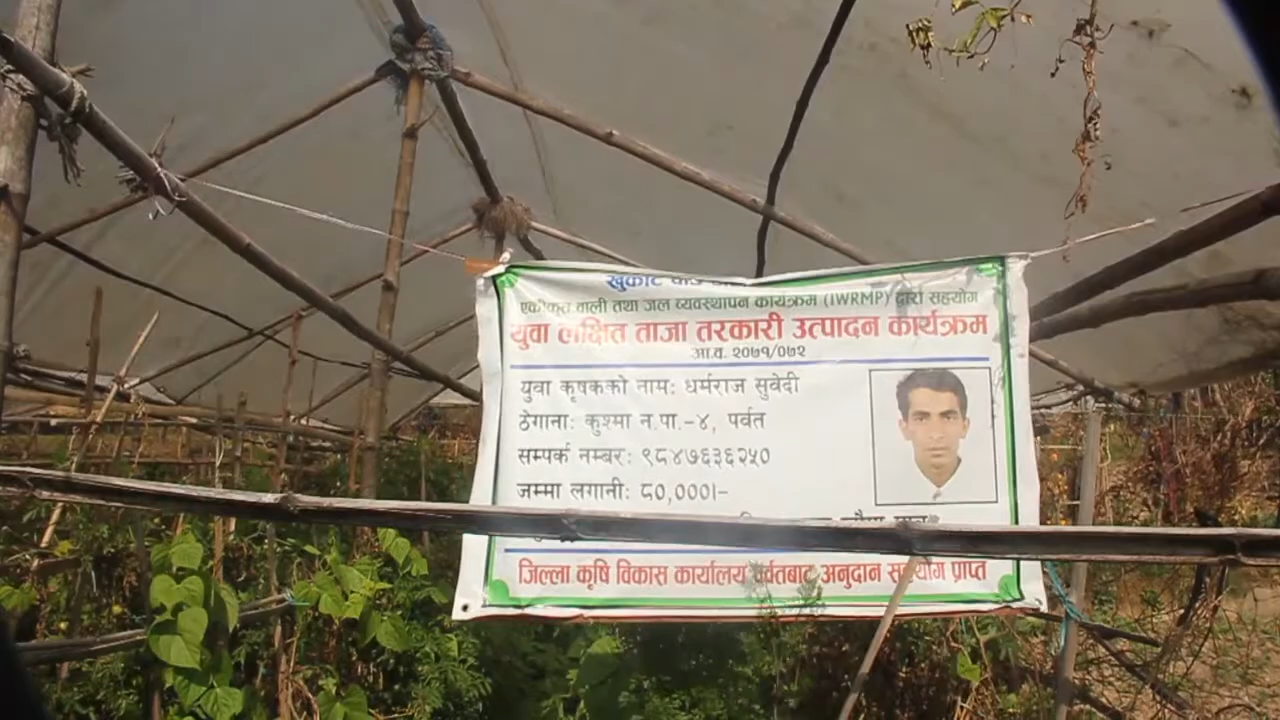 एकीकृत वाली तथा जल व्यवस्थापन कार्यक्रम (IWRMP) द्वारा सहयोग
युवा लक्षित ताजा तरकारी उत्पादन कार्यक्रम
आ.व. २०७१/०७२
युवा कृषकको नाम: धर्मराज सुवेदी
ठेगाना: कुश्मा न.पा.-४, पर्वत
सम्पर्क नम्बर: ९८४७६३६२५०
जम्मा लगानी: ८०,०००।-
जिल्ला कृषि विकास कार्यालय पर्वतबाट अनुदान सहयोग प्राप्त